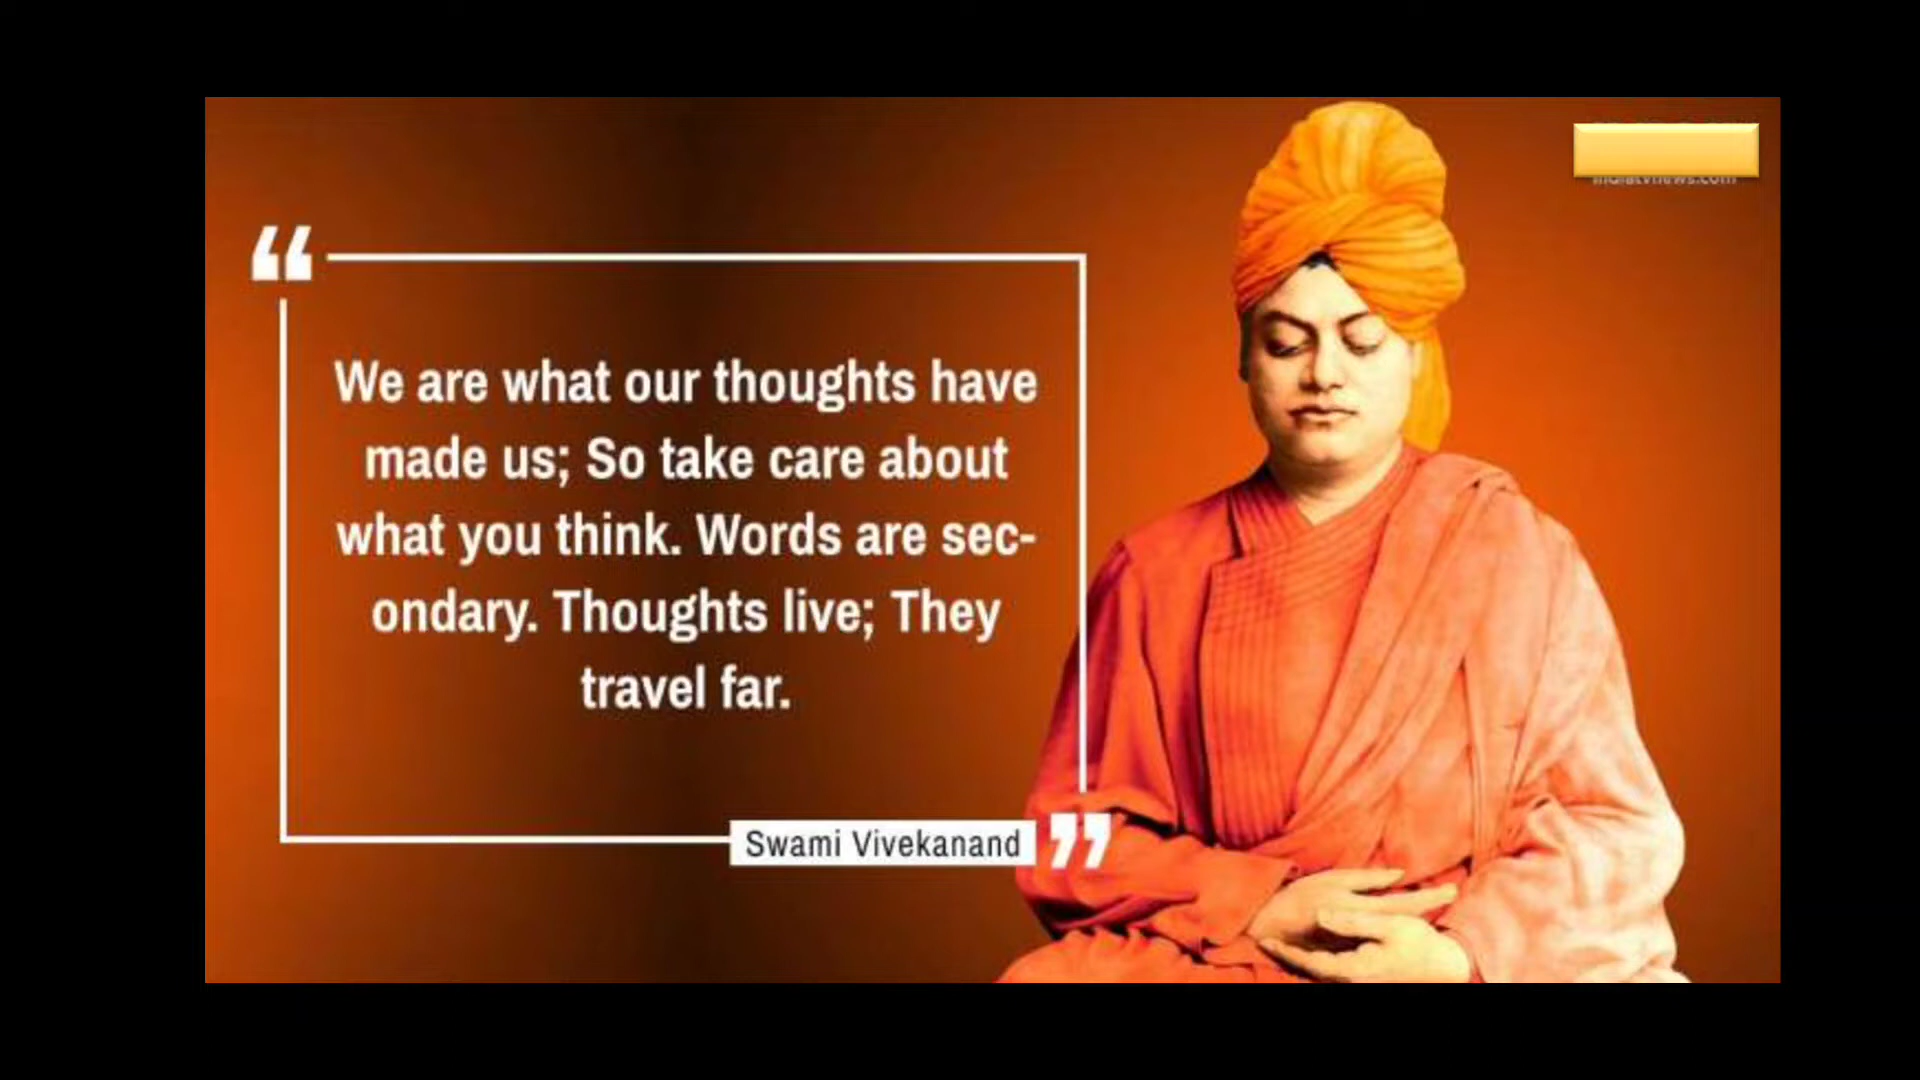 “
We are what our thoughts have
made us; So take care about
what you think. Words are sec-
ondary. Thoughts live; They
travel far.
Swami Vivekanand ”